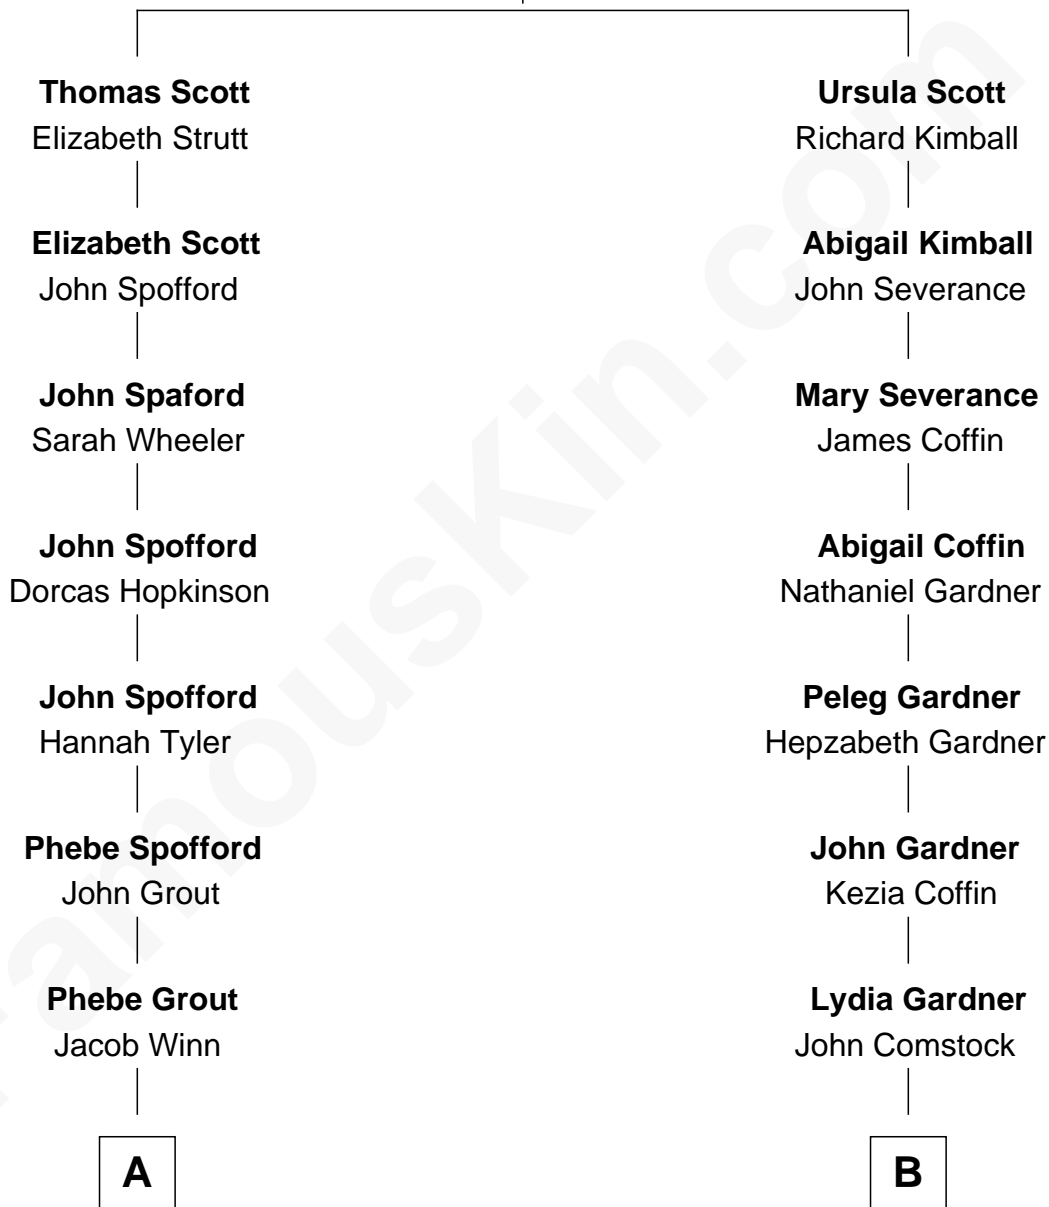 Thomas Scott
Elizabeth Strutt
Elizabeth Scott
John Spofford
John Spaford
Sarah Wheeler
John Spofford
Dorcas Hopkinson
John Spofford
Hannah Tyler
Phebe Spofford
John Grout
Phebe Grout
Jacob Winn
A
Ursula Scott
Richard Kimball
Abigail Kimball
John Severance
Mary Severance
James Coffin
Abigail Coffin
Nathaniel Gardner
Peleg Gardner
Hepzabeth Gardner
John Gardner
Kezia Coffin
Lydia Gardner
John Comstock
B
FamousKin.com